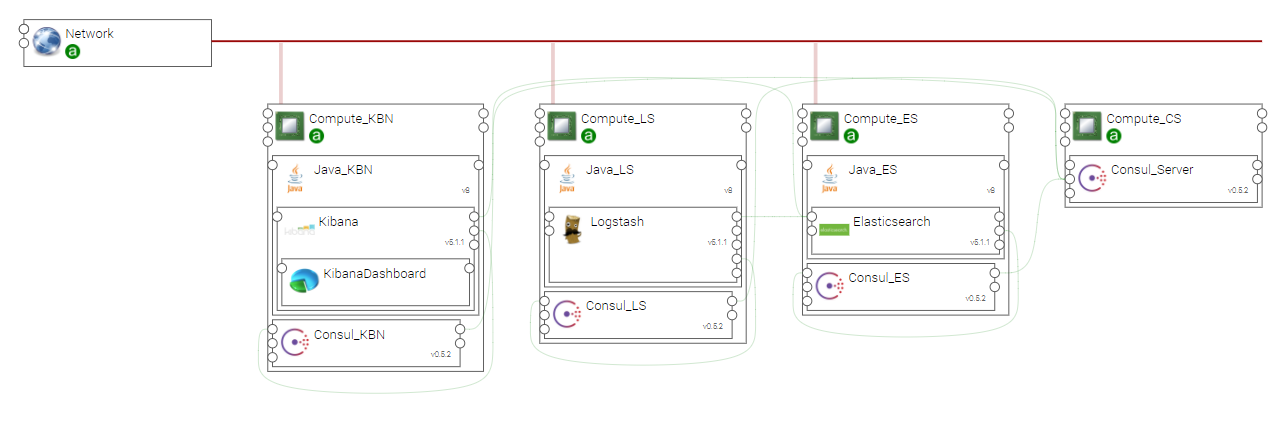 Network
a
Compute_KBN
a
Java_KBN
Java
v8
Kibana
kibana
v5.1.1
KibanaDashboard
Consul_KBN
v0.5.2
Compute_LS
a
Java_LS
Java
v8
Logstash
v5.1.1
Consul_LS
v0.5.2
Compute_ES
a
Java_ES
Java
v8
Elasticsearch
v5.1.1
Consul_ES
v0.5.2
Compute_CS
a
Consul_Server
v0.5.2